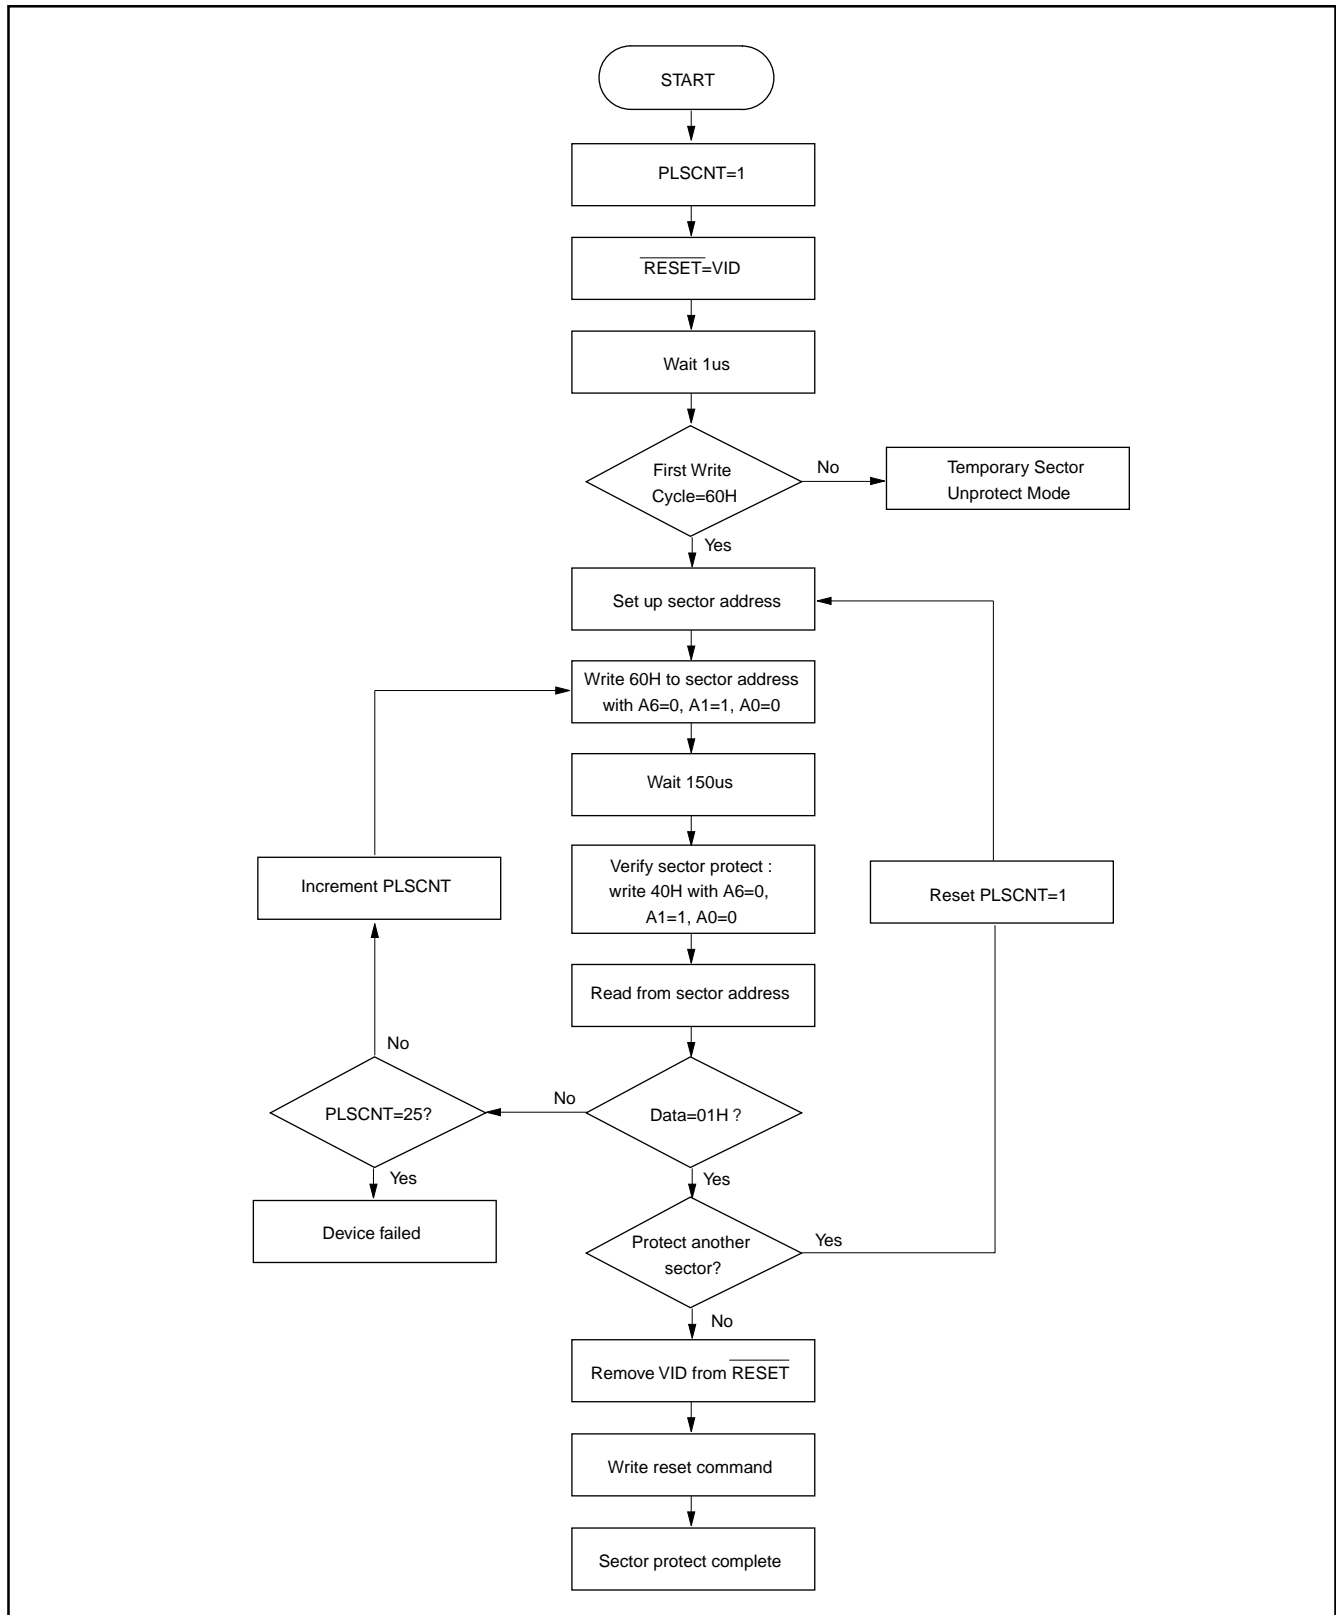 START
PLSCNT=1
RESET=VID
Wait 1us
First Write
Cycle=60H
No
Temporary Sector
Unprotect Mode
Yes
Set up sector address
Write 60H to sector address
with A6=0, A1=1, A0=0
Wait 150us
Verify sector protect :
write 40H with A6=0,
A1=1, A0=0
Increment PLSCNT
Reset PLSCNT=1
Read from sector address
No
PLSCNT=25?
No
Data=01H ?
Yes
Device failed
Yes
Protect another
sector?
Yes
No
Remove VID from RESET
Write reset command
Sector protect complete